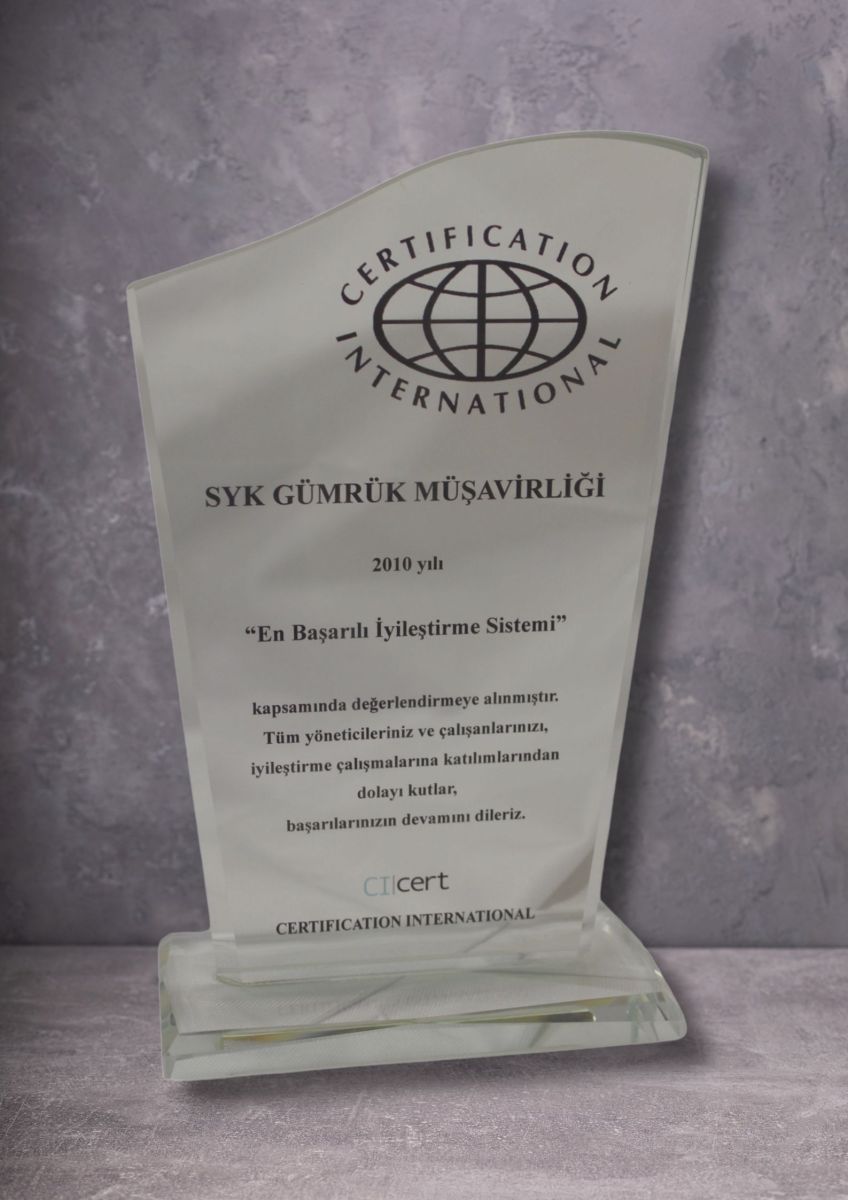 CERTIFICATION
INTERNATIONAL
SYK GÜMRÜK MÜŞAVİRLİĞİ
2010 yılı
“En Başarılı İyileştirme Sistemi”
kapsamında değerlendirmeye alınmıştır.
Tüm yöneticileriniz ve çalışanlarınızı,
iyileştirme çalışmalarına katılımlarından
dolayı kutlar,
başarılarınızın devamını dileriz.
CI|cert
CERTIFICATION INTERNATIONAL